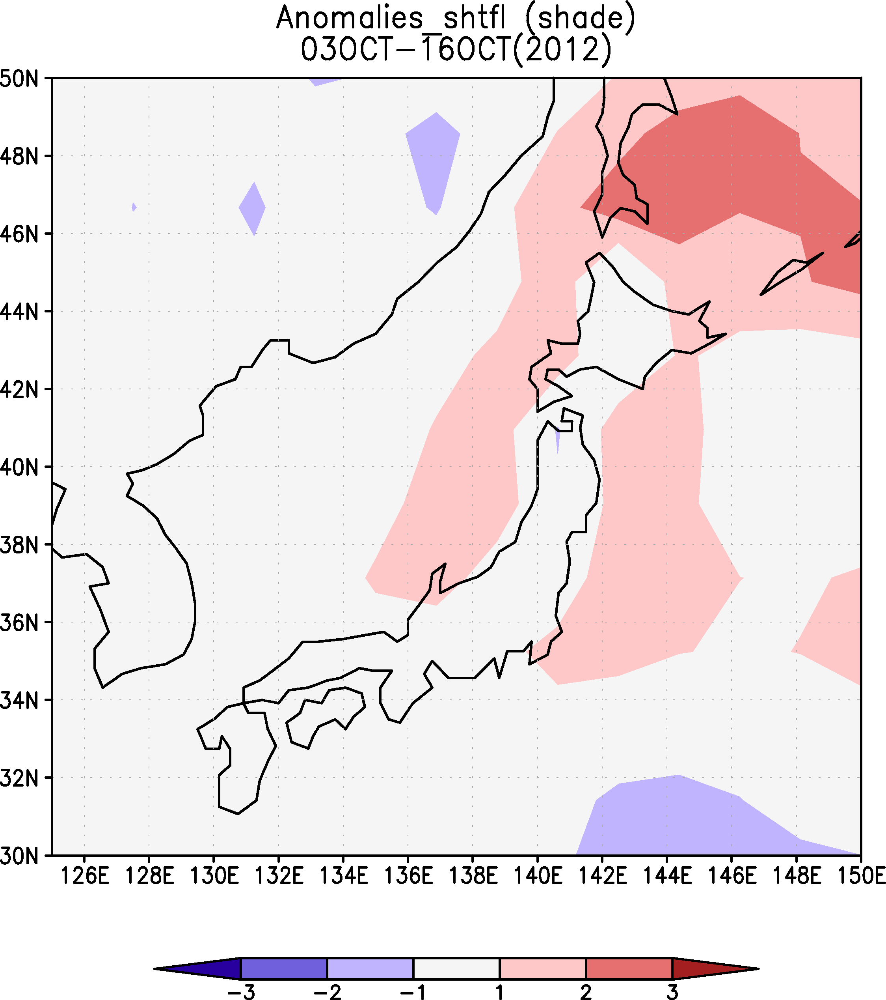 Anomalies_shtfl (shade)
03OCT-16OCT(2012)
50N
48N
46N
44N
42N
40N
38N
36N
34N
32N
30N
126E 128E 130E 132E 134E 136E 138E 140E 142E 144E 146E 148E 150E
-3 -2 -1 1 2 3